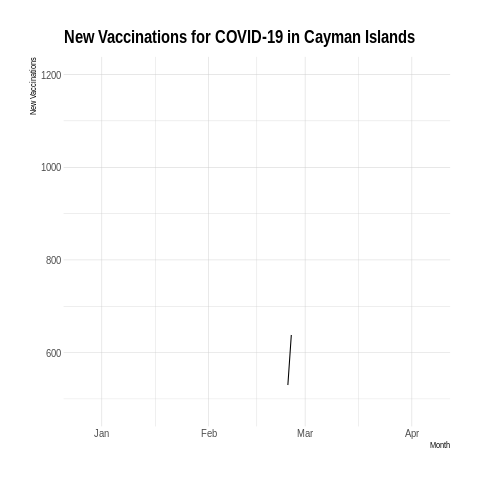 New Vaccinations for COVID-19 in Cayman Islands
New Vaccinations
1200
1000
800
600
Jan Feb Mar Apr
Month